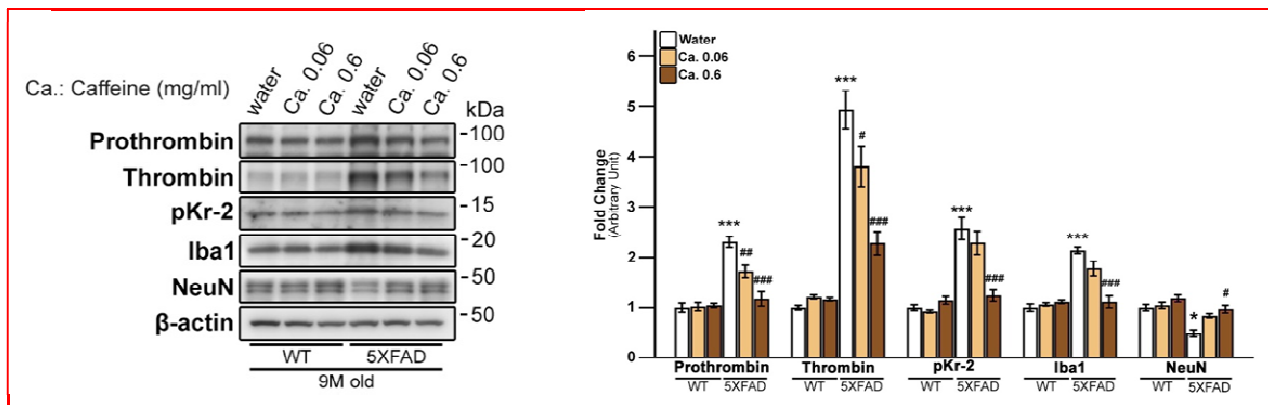 Ca.: Caffeine (mg/ml)
water
Ca. 0.06
Ca. 0.6
water
Ca. 0.06
Ca. 0.6
kDa
Prothrombin
-100
Thrombin
-100
pKr-2
-15
Iba1
-20
NeuN
-50
β-actin
-50
WT
5XFAD
9M old
Fold Change
(Arbitrary Unit)
6
5
4
3
2
1
0
Water
Ca. 0.06
Ca. 0.6
***
##
###
***
#
###
***
###
***
###
*
#
Prothrombin
Thrombin
pKr-2
Iba1
NeuN
WT 5XFAD
WT 5XFAD
WT 5XFAD
WT 5XFAD
WT 5XFAD